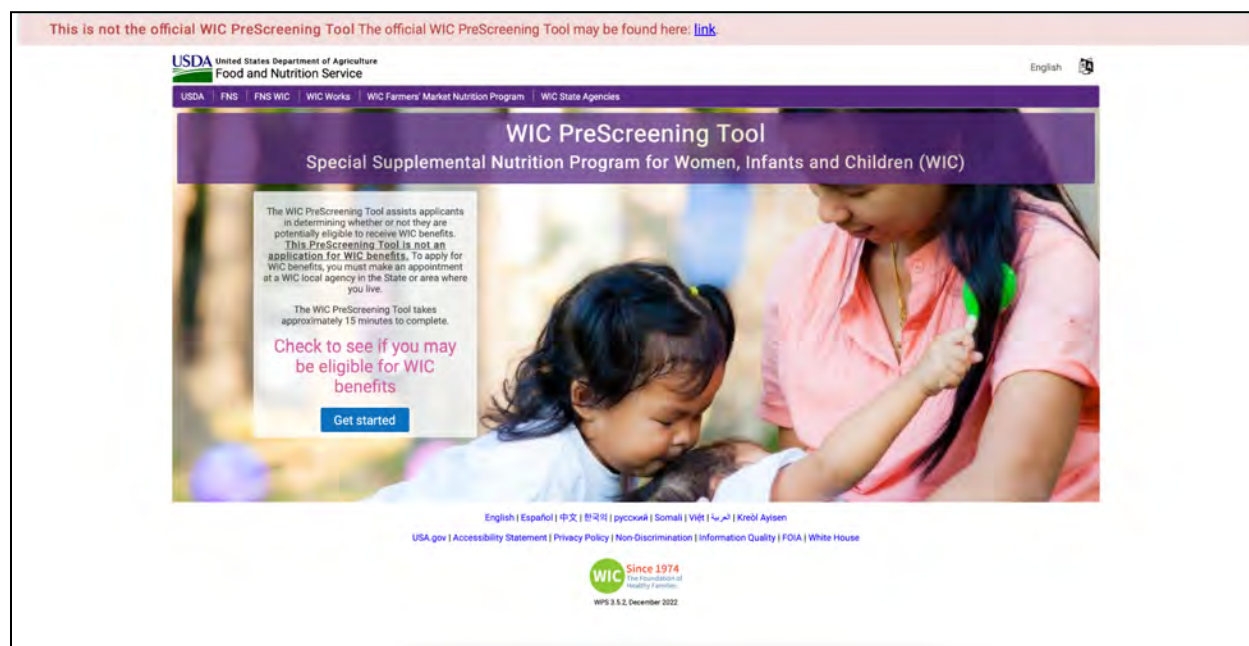 This is not the official WIC PreScreening Tool The official WIC PreScreening Tool may be found here: link.
USDA United States Department of Agriculture
Food and Nutrition Service
English
USDA | FNS | FNS WIC | WIC Works | WIC Farmers' Market Nutrition Program | WIC State Agencies
WIC PreScreening Tool
Special Supplemental Nutrition Program for Women, Infants and Children (WIC)
The WIC PreScreening Tool assists applicants
in determining whether or not they are
potentially eligible to receive WIC benefits.
This PreScreening Tool is not an
application for WIC benefits. To apply for
WIC benefits, you must make an appointment
at a WIC local agency in the State or area where
you live.
The WIC PreScreening Tool takes
approximately 15 minutes to complete.
Check to see if you may
be eligible for WIC
benefits
Get started
English | Español | 中文 | 한국의 | русский | Somali | Việt | العربية | Kreòl Ayisen
USA.gov | Accessibility Statement | Privacy Policy | Non-Discrimination | Information Quality | FOIA | White House
WIC Since 1974
The Foundation of
Healthy Families.
WPS 3.5.2, December 2022